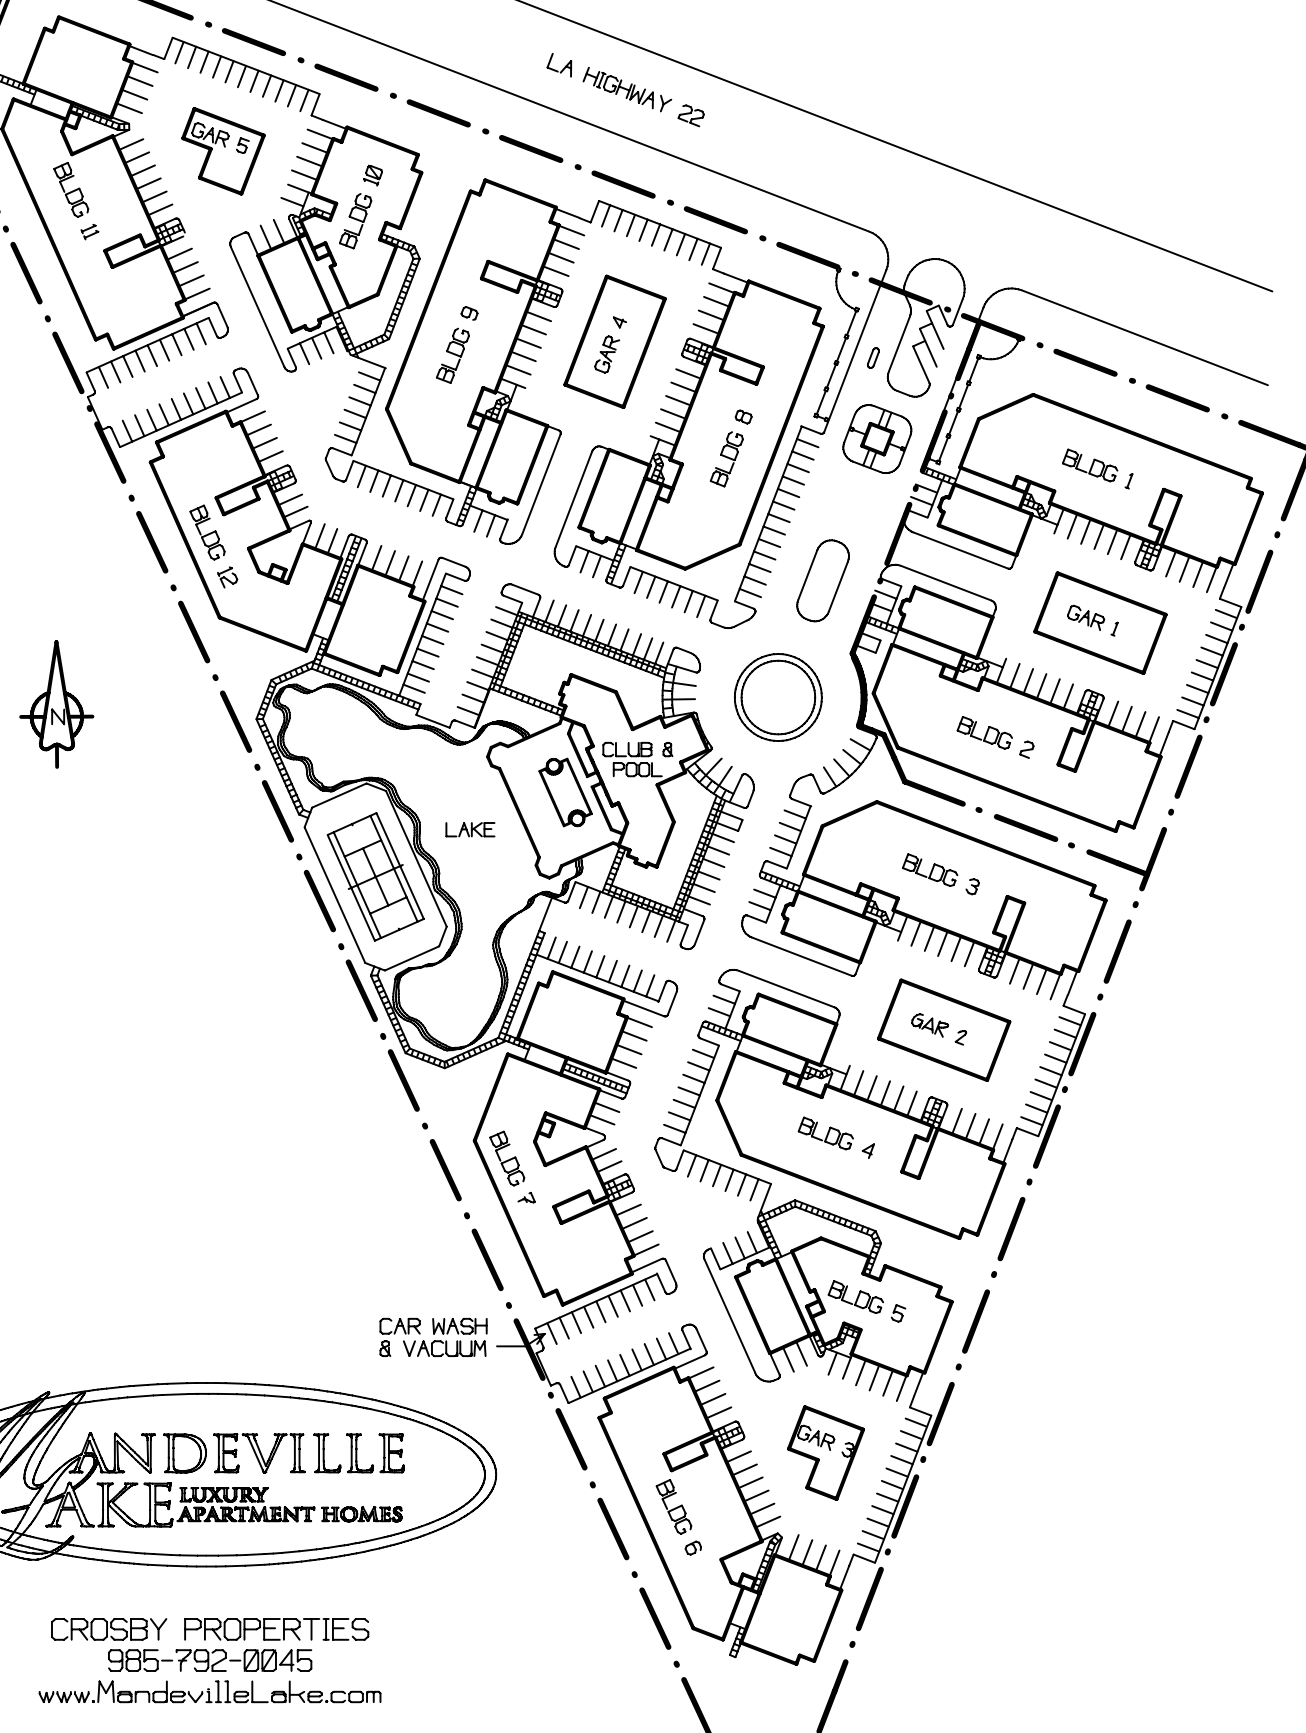 LA HIGHWAY 22
GAR 5
BLDG 10
BLDG 11
BLDG 9
GAR 4
BLDG 8
BLDG 1
BLDG 12
GAR 1
N
BLDG 2
CLUB &
POOL
LAKE
BLDG 3
GAR 2
BLDG 4
BLDG 7
BLDG 5
CAR WASH
& VACUUM
GAR 3
BLDG 6
MANDEVILLE
LAKE LUXURY
APARTMENT HOMES
CROSBY PROPERTIES
985-792-0045
www.MandevilleLake.com